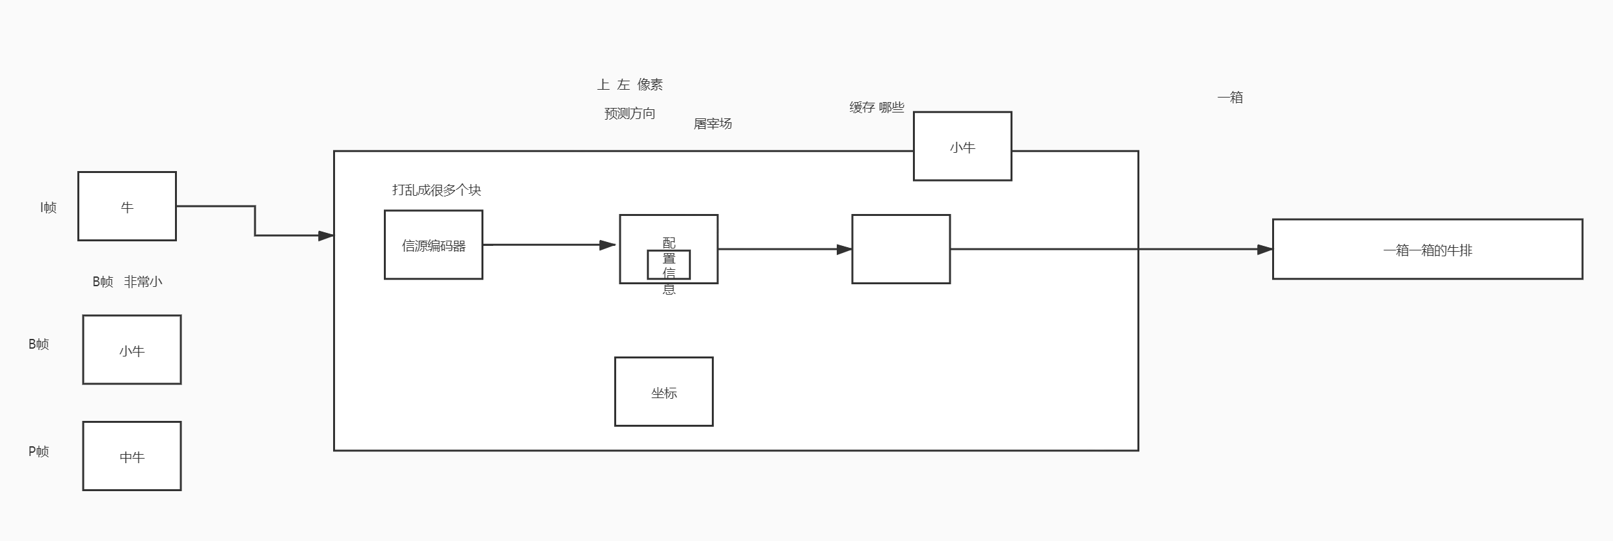 上 左 像素
预测方向
屠宰场
缓存 哪些
一箱
小牛
I帧
牛
打乱成很多个块
信源编码器
配
置
信
息
一箱一箱的牛排
B帧 非常小
B帧
小牛
坐标
P帧
中牛